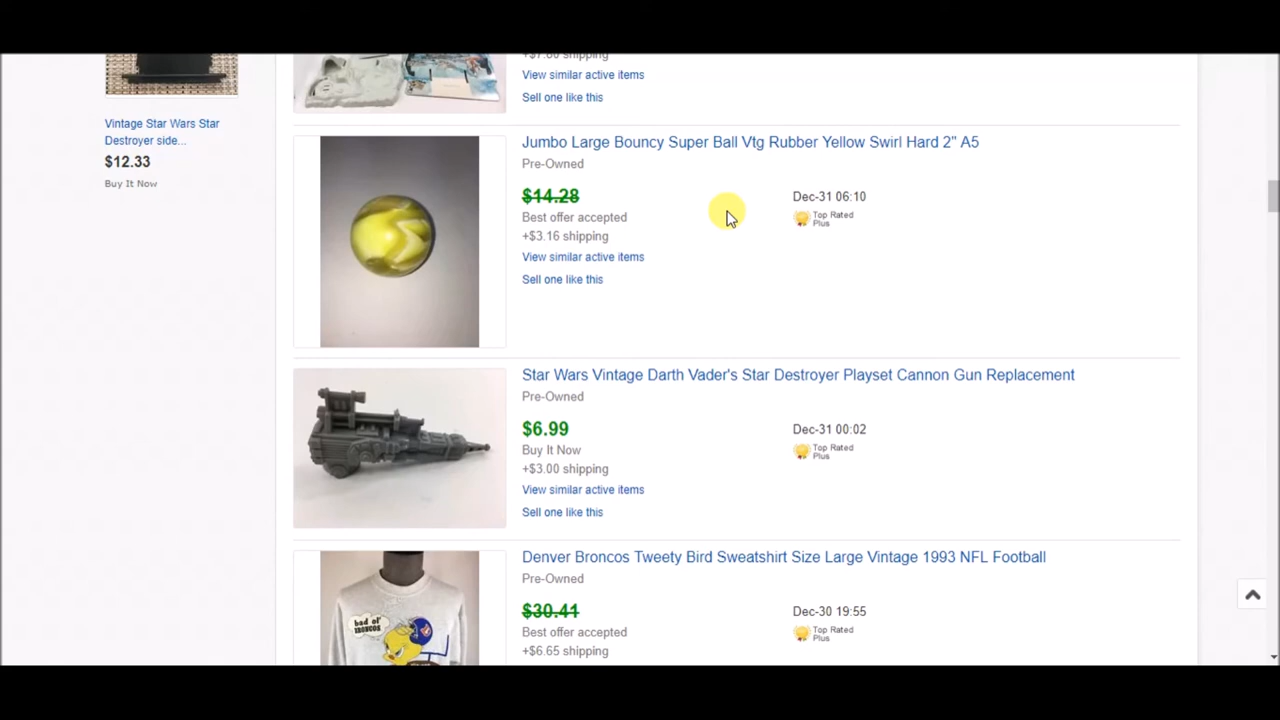 +$7.80 shipping
View similar active items
Sell one like this
Vintage Star Wars Star
Destroyer side...
$12.33
Buy It Now
Jumbo Large Bouncy Super Ball Vtg Rubber Yellow Swirl Hard 2" A5
Pre-Owned
$14.28
Dec-31 06:10
Best offer accepted
Top Rated
Plus
+$3.16 shipping
View similar active items
Sell one like this
Star Wars Vintage Darth Vader's Star Destroyer Playset Cannon Gun Replacement
Pre-Owned
$6.99
Dec-31 00:02
Buy It Now
Top Rated
Plus
+$3.00 shipping
View similar active items
Sell one like this
Denver Broncos Tweety Bird Sweatshirt Size Large Vintage 1993 NFL Football
Pre-Owned
$30.41
Dec-30 19:55
Best offer accepted
Top Rated
Plus
+$6.65 shipping
bad ol'
BRONCOS